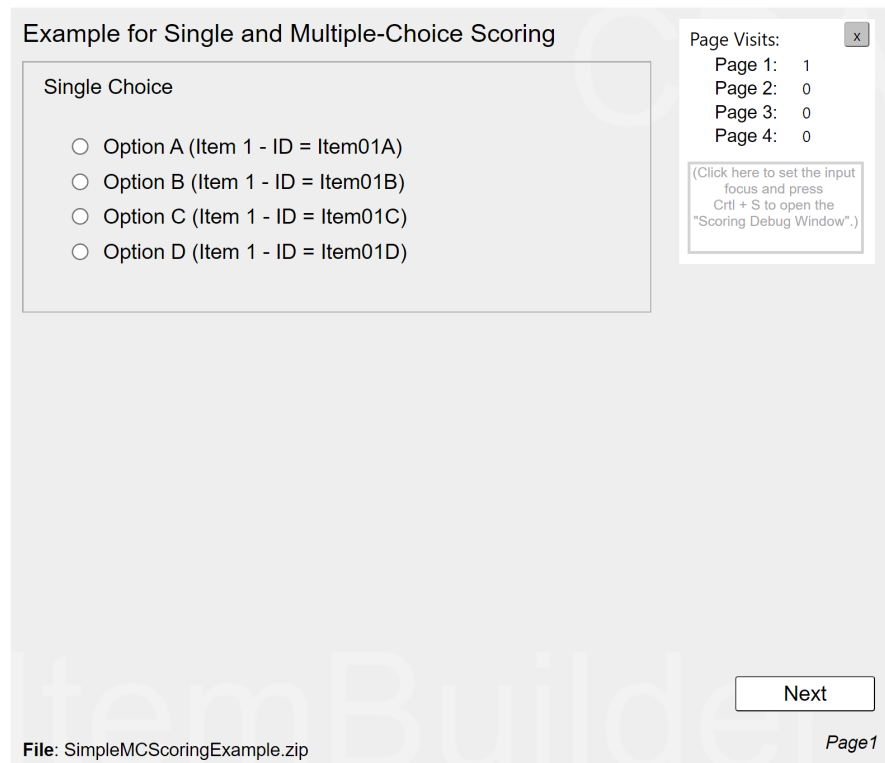 Example for Single and Multiple-Choice Scoring
Single Choice
Option A (Item 1 - ID = Item01A)
Option B (Item 1 - ID = Item01B)
Option C (Item 1 - ID = Item01C)
Option D (Item 1 - ID = Item01D)
Page Visits:
x
Page 1: 1
Page 2: 0
Page 3: 0
Page 4: 0
(Click here to set the input
focus and press
Crtl + S to open the
"Scoring Debug Window".)
ItemBuilder
Next
File: SimpleMCScoringExample.zip
Page1